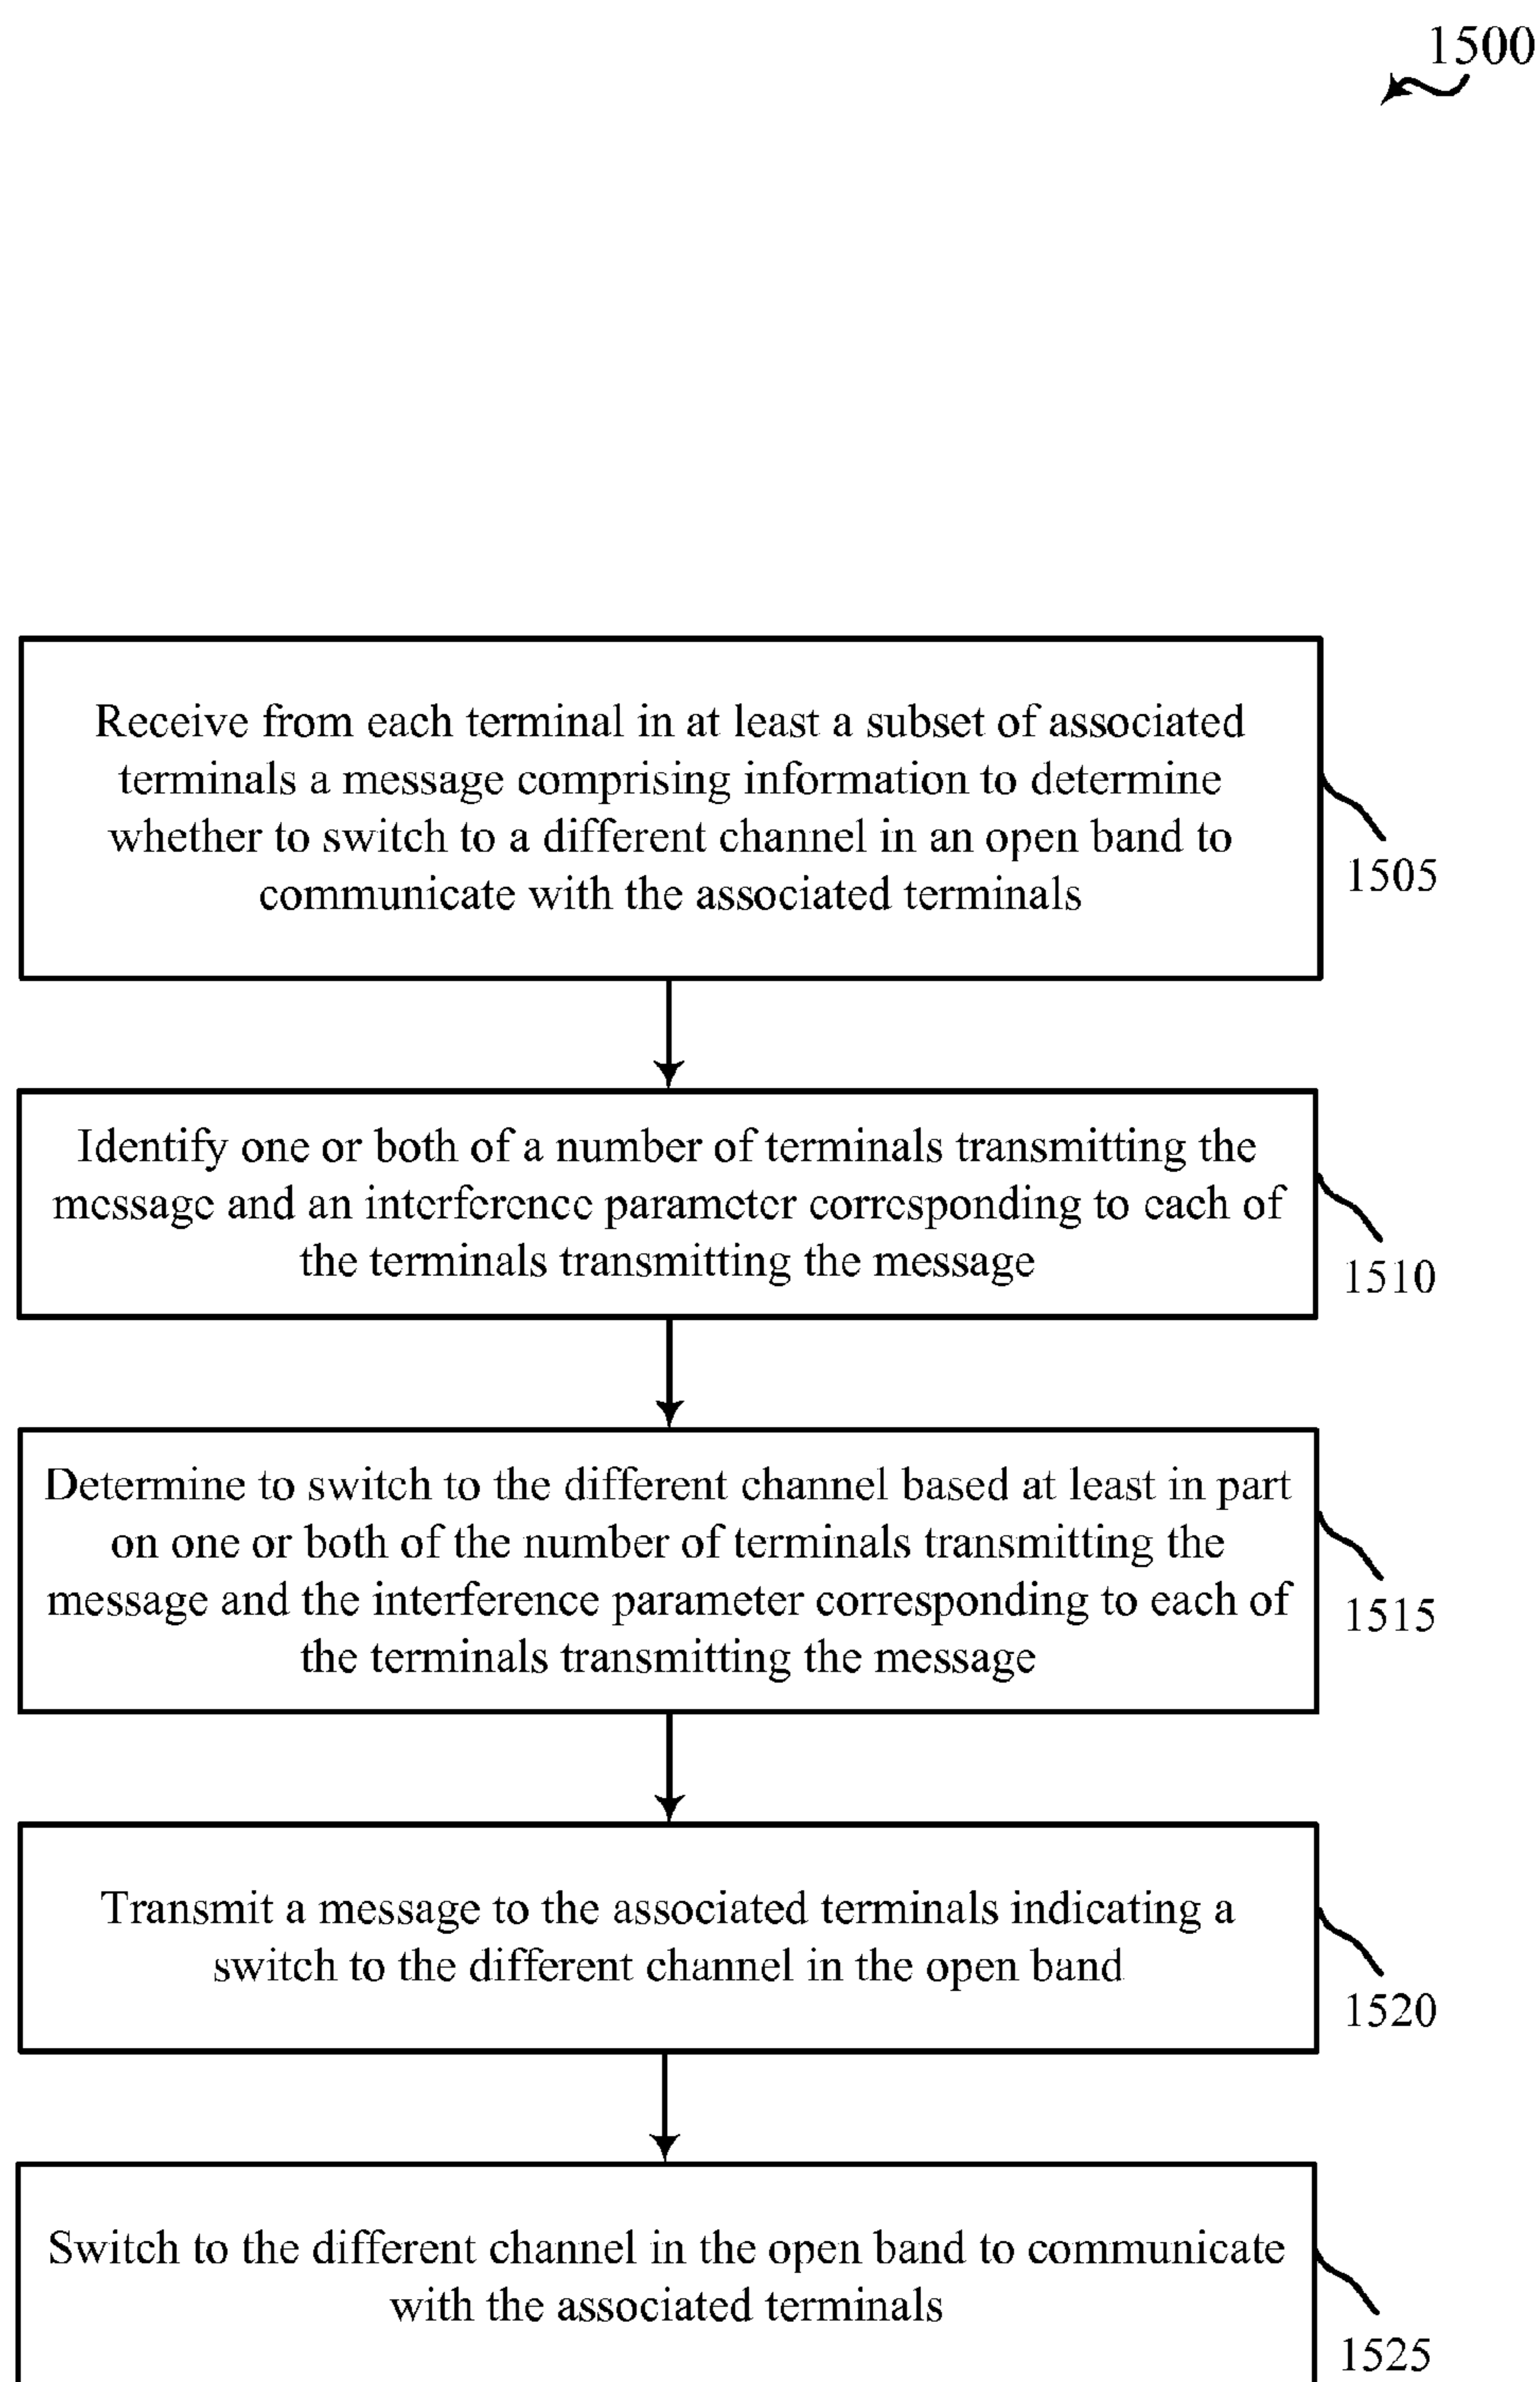 1500
Receive from each terminal in at least a subset of associated
terminals a message comprising information to determine
whether to switch to a different channel in an open band to
communicate with the associated terminals
1505
Identify one or both of a number of terminals transmitting the
message and an interference parameter corresponding to each of
the terminals transmitting the message
1510
Determine to switch to the different channel based at least in part
on one or both of the number of terminals transmitting the
message and the interference parameter corresponding to each of
the terminals transmitting the message
1515
Transmit a message to the associated terminals indicating a
switch to the different channel in the open band
1520
Switch to the different channel in the open band to communicate
with the associated terminals
1525